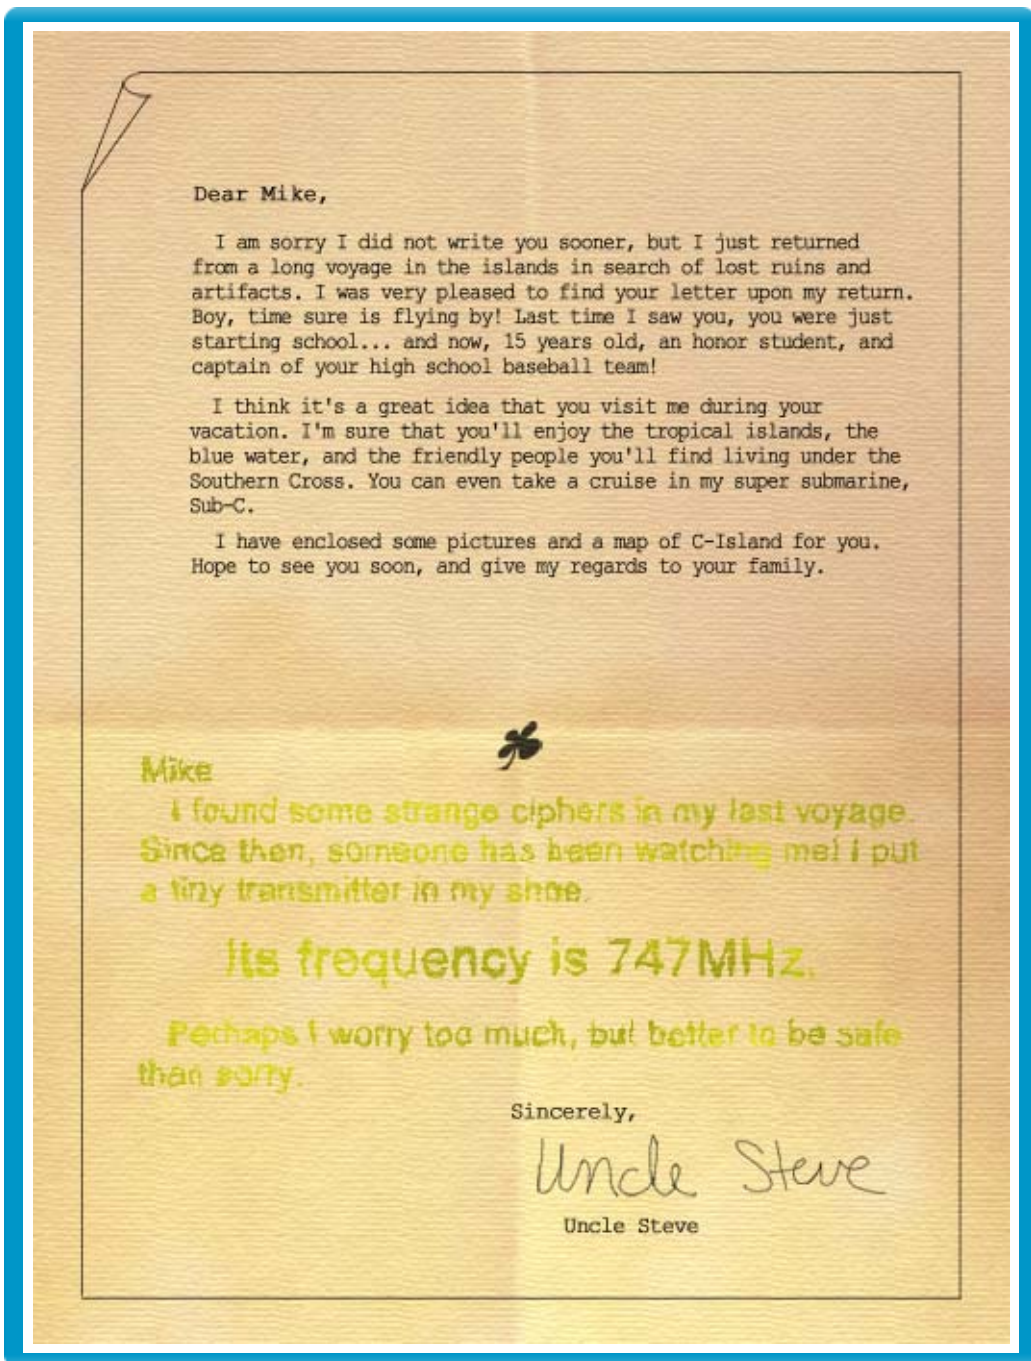 Dear Mike,
I am sorry I did not write you sooner, but I just returned
from a long voyage in the islands in search of lost ruins and
artifacts. I was very pleased to find your letter upon my return.
Boy, time sure is flying by! Last time I saw you, you were just
starting school... and now, 15 years old, an honor student, and
captain of your high school baseball team!
I think it's a great idea that you visit me during your
vacation. I'm sure that you'll enjoy the tropical islands, the
blue water, and the friendly people you'll find living under the
Southern Cross. You can even take a cruise in my super submarine,
Sub-C.
I have enclosed some pictures and a map of C-Island for you.
Hope to see you soon, and give my regards to your family.
Mike
I found some strange ciphers in my last voyage.
Since then, someone has been watching me! I put
a tiny transmitter in my shoe.
Its frequency is 747MHz.
Perhaps I worry too much, but better to be safe
than sorry.
Sincerely,
Uncle Steve
Uncle Steve